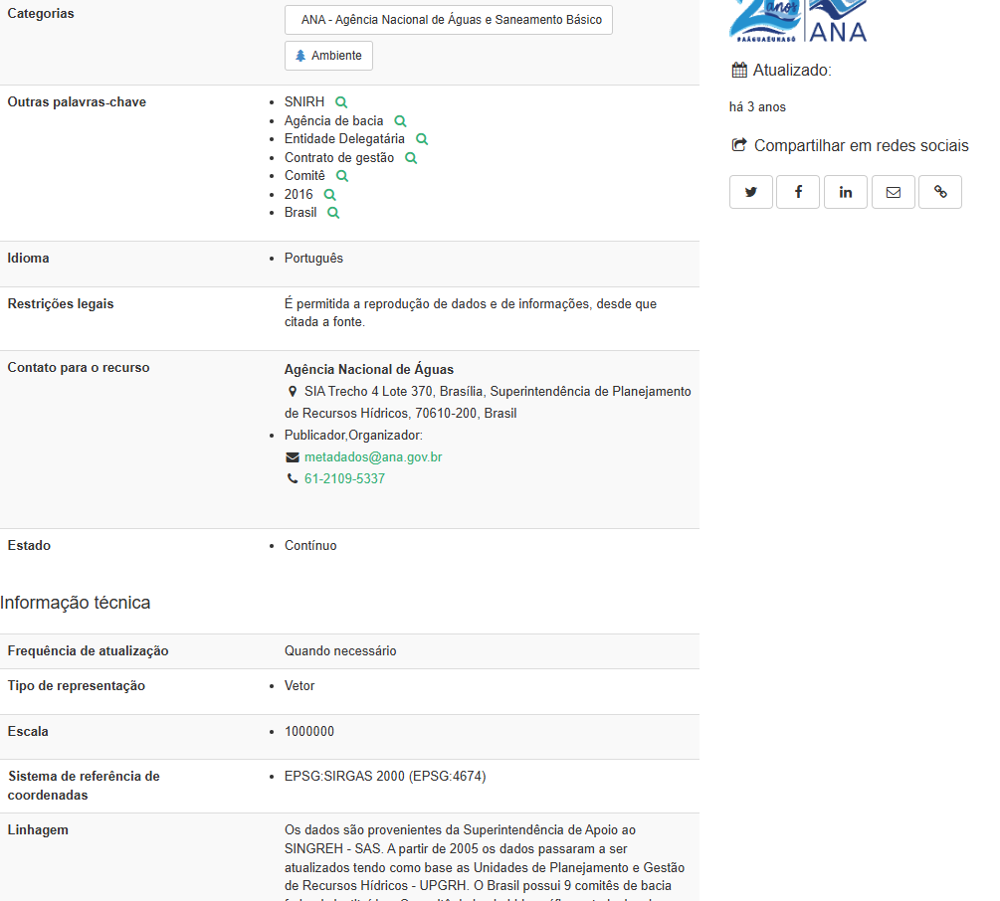 Categorias
ANA - Agência Nacional de Águas e Saneamento Básico
Ambiente
Outras palavras-chave
SNIRH
Agência de bacia
Entidade Delegatária
Contrato de gestão
Comitê
2016
Brasil
Idioma
Português
Restrições legais
É permitida a reprodução de dados e de informações, desde que
citada a fonte.
Contato para o recurso
Agência Nacional de Águas
SIA Trecho 4 Lote 370, Brasília, Superintendência de Planejamento
de Recursos Hídricos, 70610-200, Brasil
Publicador,Organizador:
metadados@ana.gov.br
61-2109-5337
Estado
Contínuo
Informação técnica
Frequência de atualização
Quando necessário
Tipo de representação
Vetor
Escala
1000000
Sistema de referência de
coordenadas
EPSG:SIRGAS 2000 (EPSG:4674)
Linhagem
Os dados são provenientes da Superintendência de Apoio ao
SINGREH - SAS. A partir de 2005 os dados passaram a ser
atualizados tendo como base as Unidades de Planejamento e Gestão
de Recursos Hídricos - UPGRH. O Brasil possui 9 comitês de bacia
anos
#AÁGUAÉUMASÓ
ANA
Atualizado:
há 3 anos
Compartilhar em redes sociais